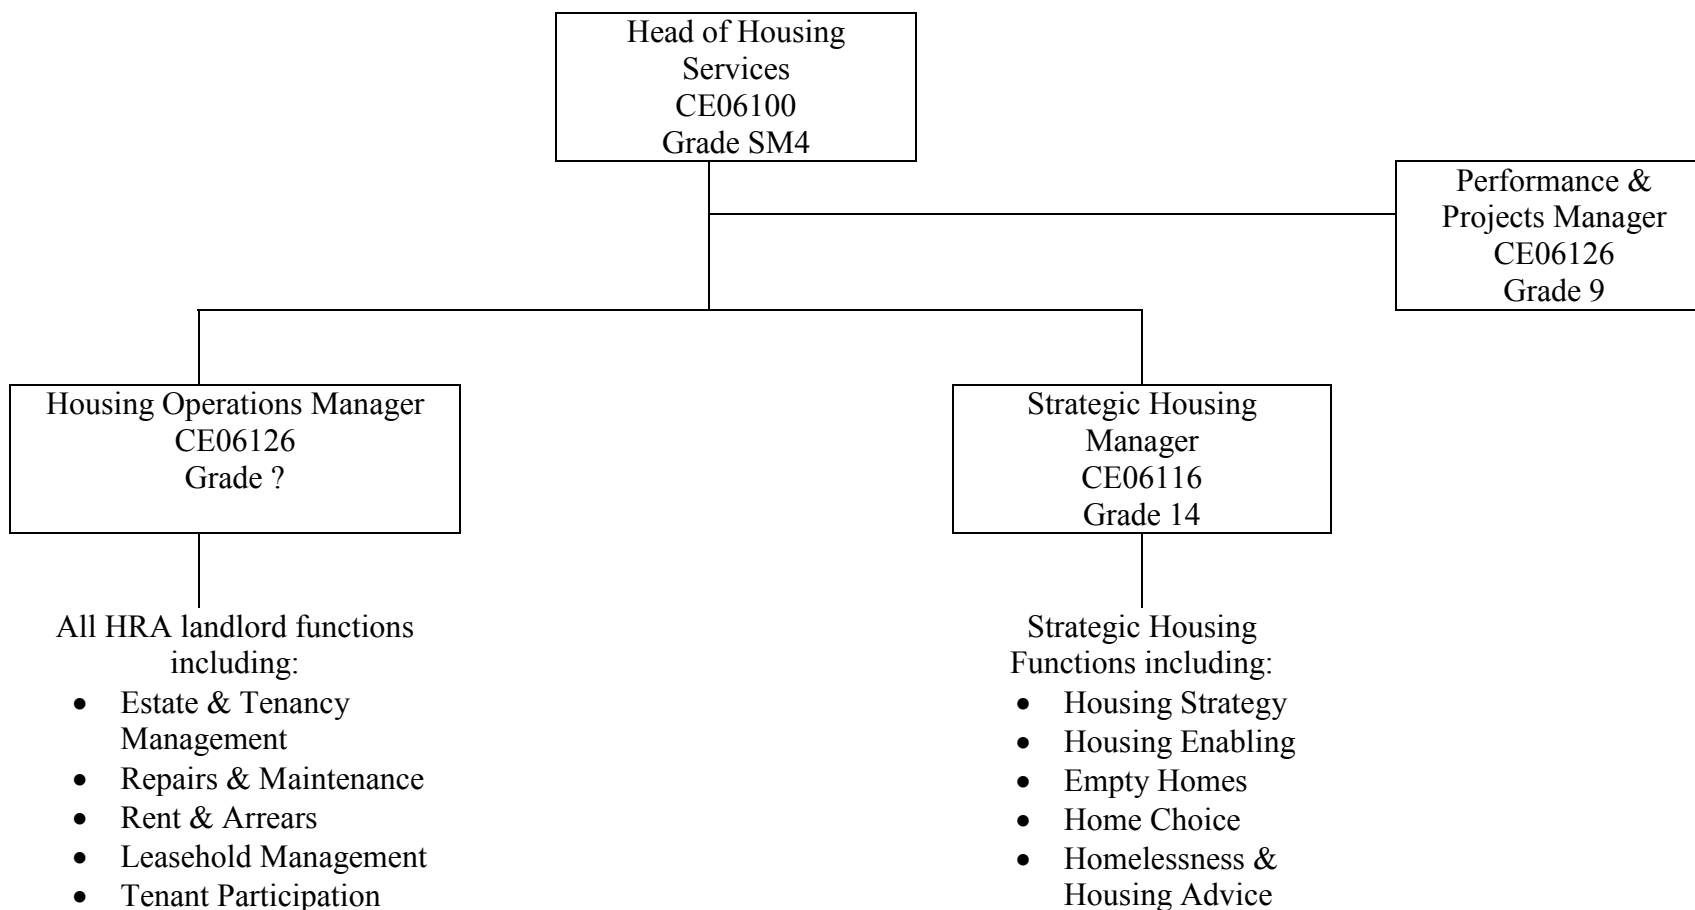 Head of Housing
Services
CE06100
Grade SM4
Performance &
Projects Manager
CE06126
Grade 9
Housing Operations Manager
CE06126
Grade ?
Strategic Housing
Manager
CE06116
Grade 14
All HRA landlord functions
including:
• Estate & Tenancy
Management
• Repairs & Maintenance
• Rent & Arrears
• Leasehold Management
• Tenant Participation
Strategic Housing
Functions including:
• Housing Strategy
• Housing Enabling
• Empty Homes
• Home Choice
• Homelessness &
Housing Advice